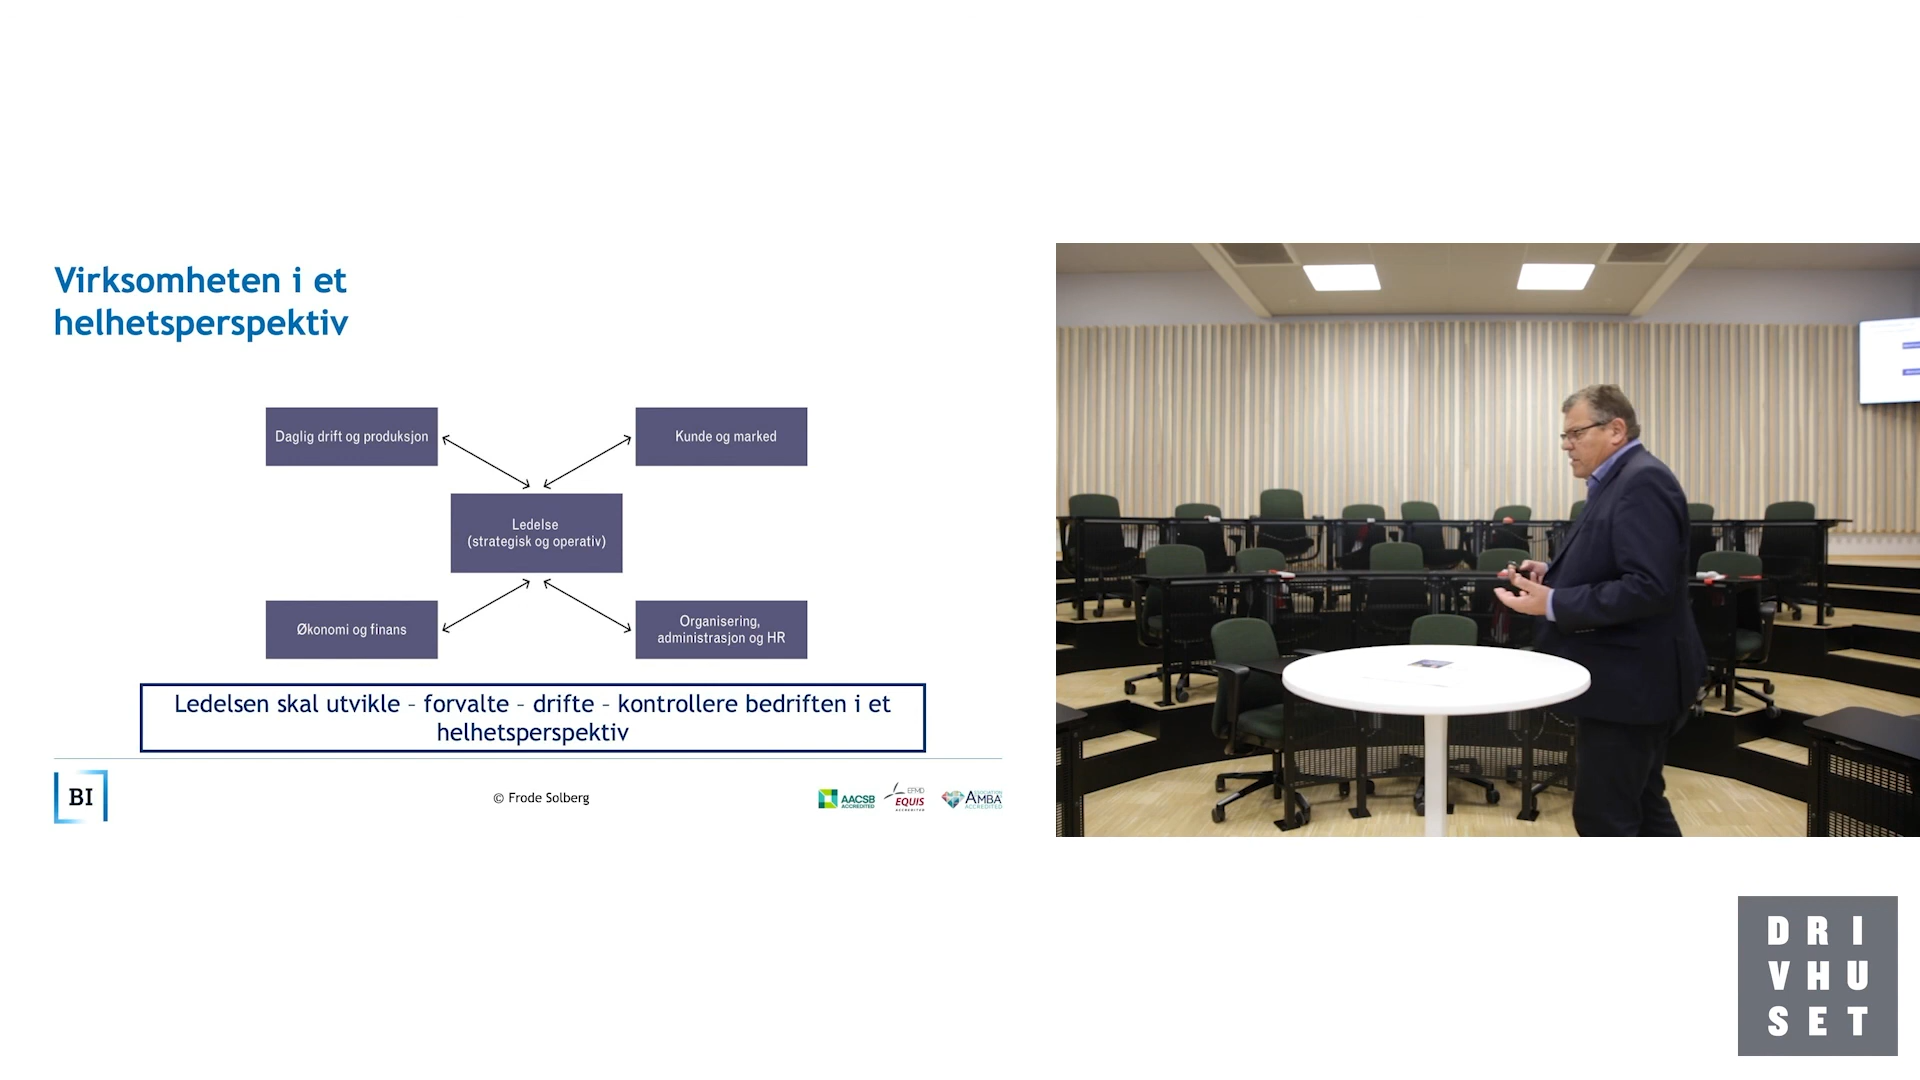 Virksomheten i et
helhetsperspektiv
Daglig drift og produksjon
Kunde og marked
Ledelse
(strategisk og operativ)
Økonomi og finans
Organisering,
administrasjon og HR
Ledelsen skal utvikle – forvalte – drifte – kontrollere bedriften i et
helhetsperspektiv
BI
© Frode Solberg
AACSB
ACCREDITED
EFMD
EQUIS
ACCREDITED
ASSOCIATION
AMBA
ACCREDITED
DRI
VHU
SET